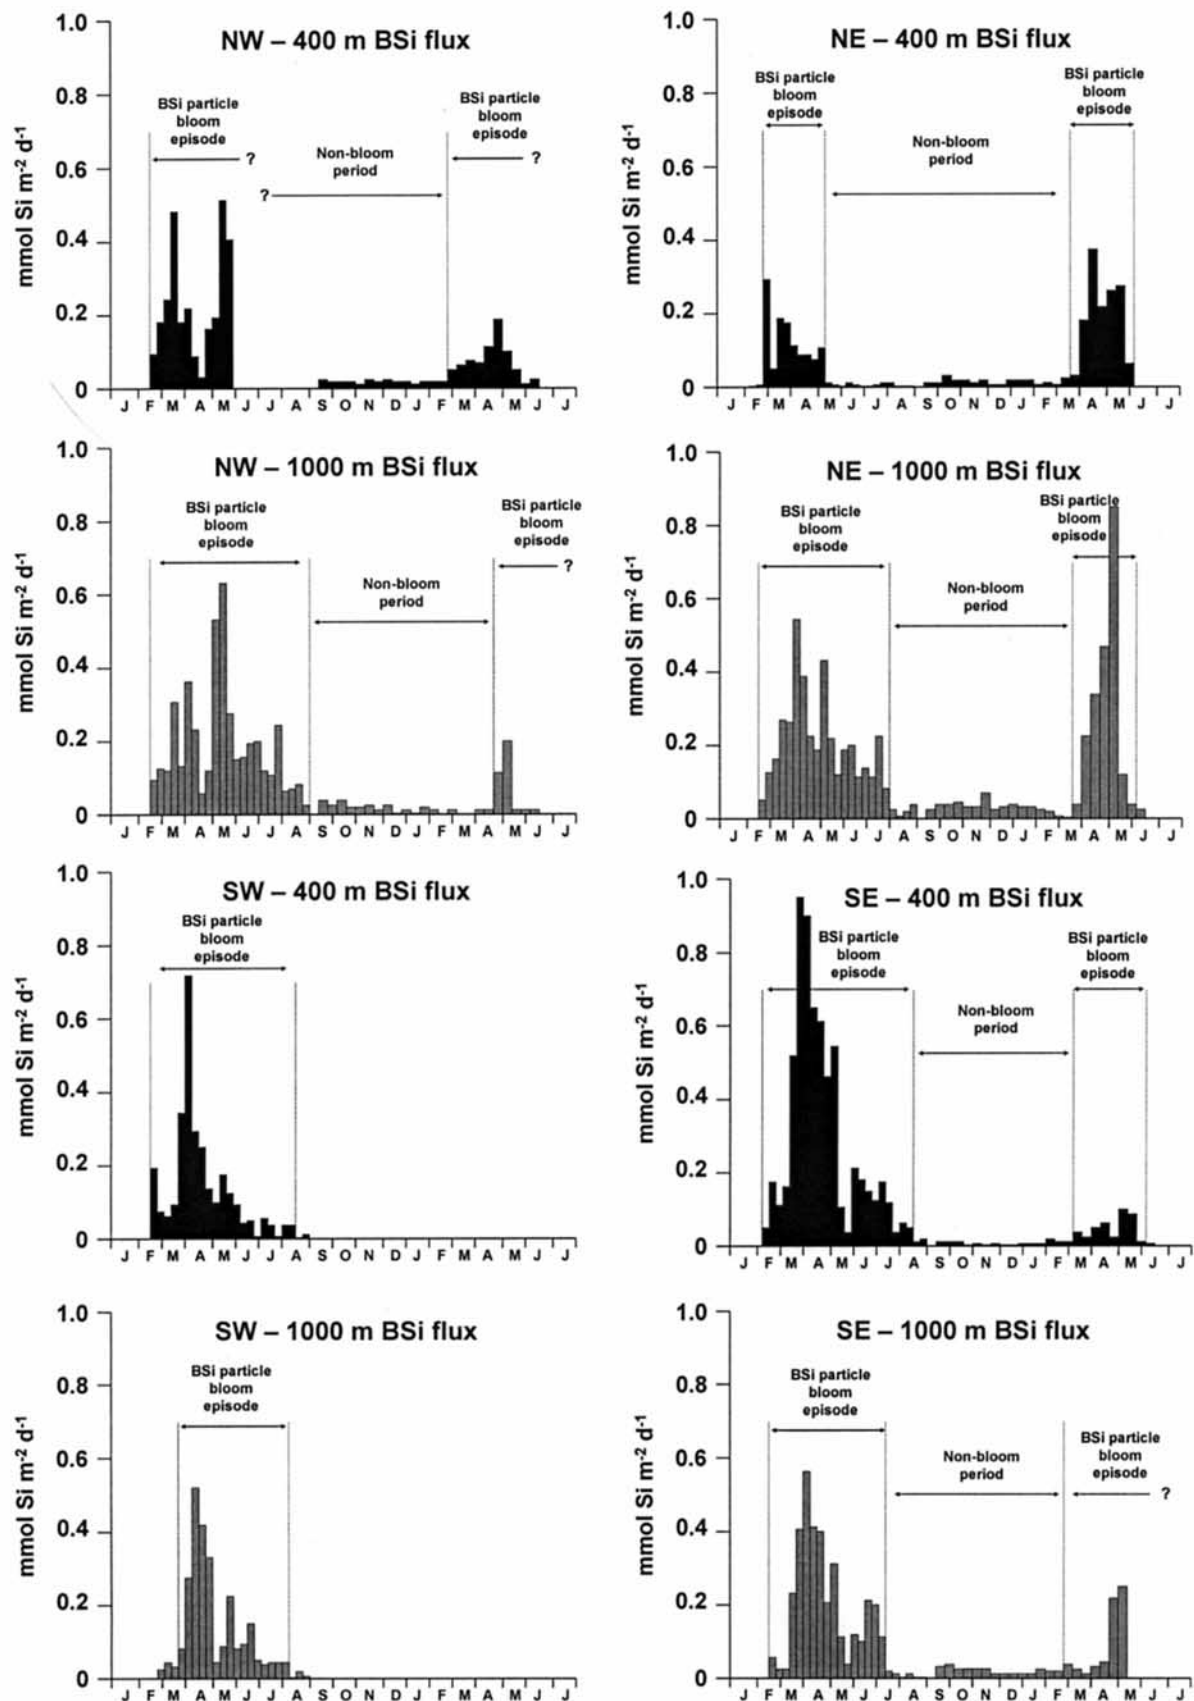 NW – 400 m BSi flux
mmol Si m-2 d-1
1.0
0.8
0.6
0.4
0.2
0
BSi particle
bloom
episode
?
Non-bloom
period
?
BSi particle
bloom
episode
?
J F M A M J J A S O N D J F M A M J J
NE – 400 m BSi flux
mmol Si m-2 d-1
1.0
0.8
0.6
0.4
0.2
0
BSi particle
bloom
episode
Non-bloom
period
BSi particle
bloom
episode
J F M A M J J A S O N D J F M A M J J
NW – 1000 m BSi flux
mmol Si m-2 d-1
1.0
0.8
0.6
0.4
0.2
0
BSi particle
bloom
episode
Non-bloom
period
BSi particle
bloom
episode
?
J F M A M J J A S O N D J F M A M J J
NE – 1000 m BSi flux
mmol Si m-2 d-1
1.0
0.8
0.6
0.4
0.2
0
BSi particle
bloom
episode
Non-bloom
period
BSi particle
bloom
episode
J F M A M J J A S O N D J F M A M J J
SW – 400 m BSi flux
mmol Si m-2 d-1
1.0
0.8
0.6
0.4
0.2
0
BSi particle
bloom
episode
J F M A M J J A S O N D J F M A M J J
SE – 400 m BSi flux
mmol Si m-2 d-1
1.0
0.8
0.6
0.4
0.2
0
BSi particle
bloom
episode
Non-bloom
period
BSi particle
bloom
episode
J F M A M J J A S O N D J F M A M J J
SW – 1000 m BSi flux
mmol Si m-2 d-1
1.0
0.8
0.6
0.4
0.2
0
BSi particle
bloom
episode
J F M A M J J A S O N D J F M A M J J
SE – 1000 m BSi flux
mmol Si m-2 d-1
1.0
0.8
0.6
0.4
0.2
0
BSi particle
bloom
episode
Non-bloom
period
BSi particle
bloom
episode
?
J F M A M J J A S O N D J F M A M J J